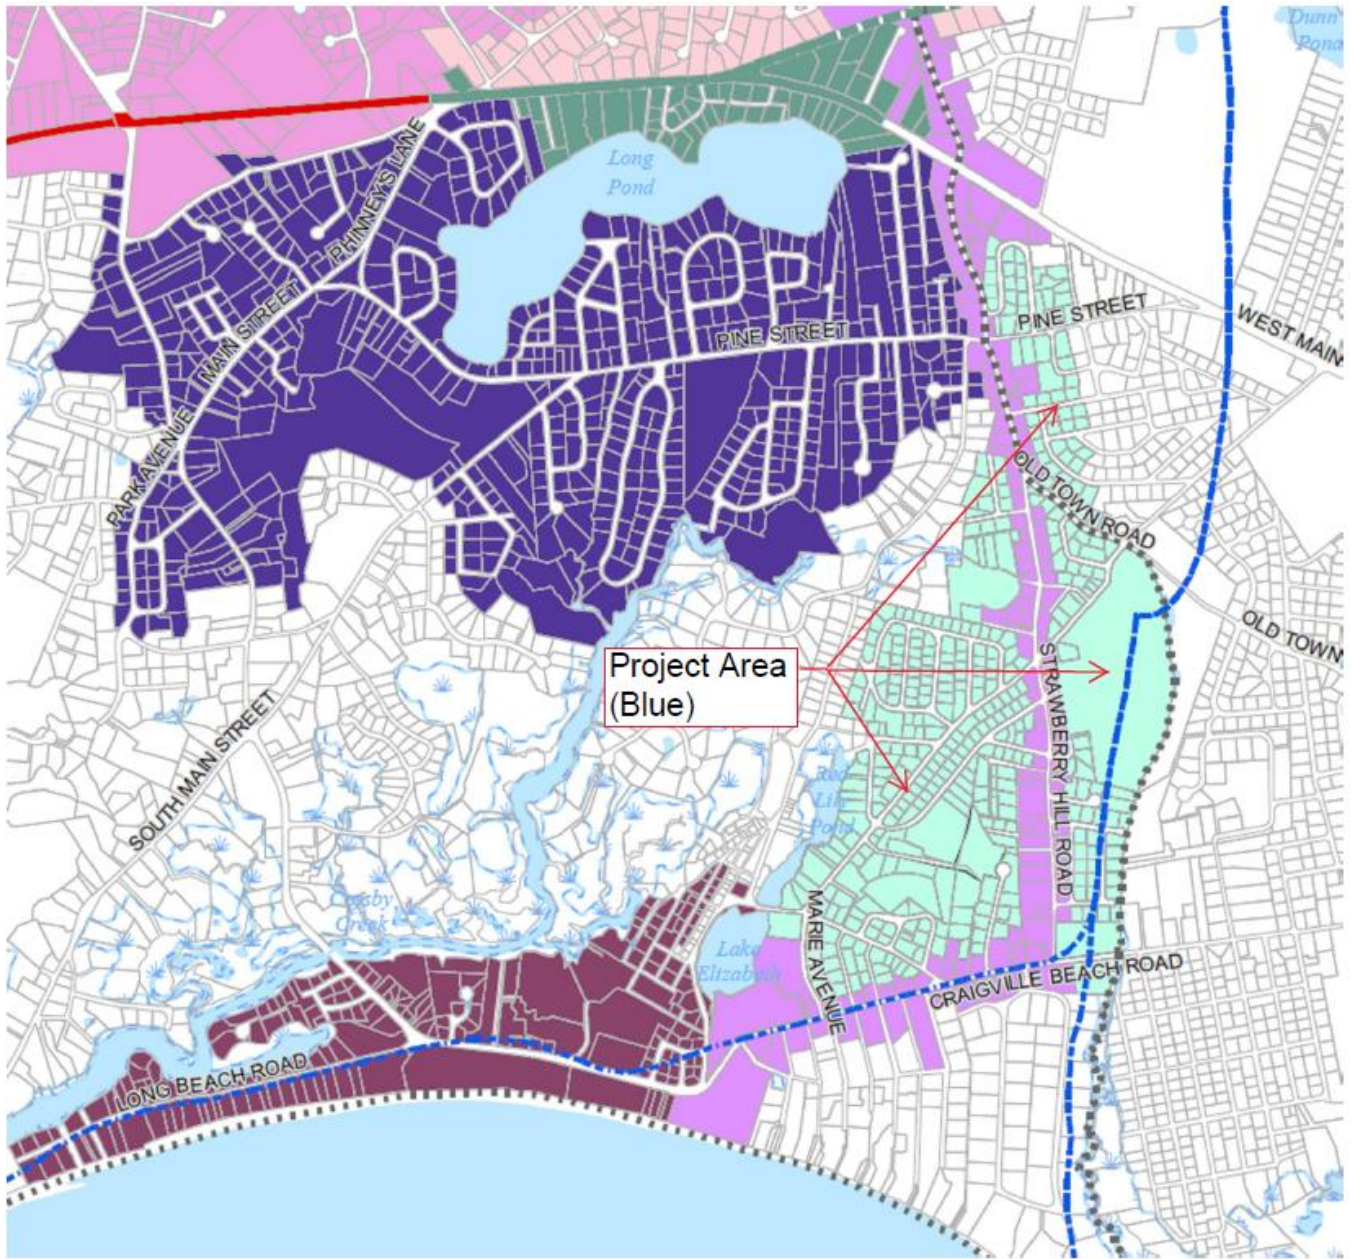 Dunn's
Pond
PHINNEY'S LANE
Long
Pond
PINE STREET
WEST MAIN
MAIN STREET
PINE STREET
PARK AVENUE
OLD TOWN ROAD
OLD TOWN
Project Area
(Blue)
STRAWBERRY HILL ROAD
SOUTH MAIN STREET
Red
Lily
Pond
Creek
MARIE AVENUE
Lake
Elizabeth
CRAIGVILLE BEACH ROAD
LONG BEACH ROAD